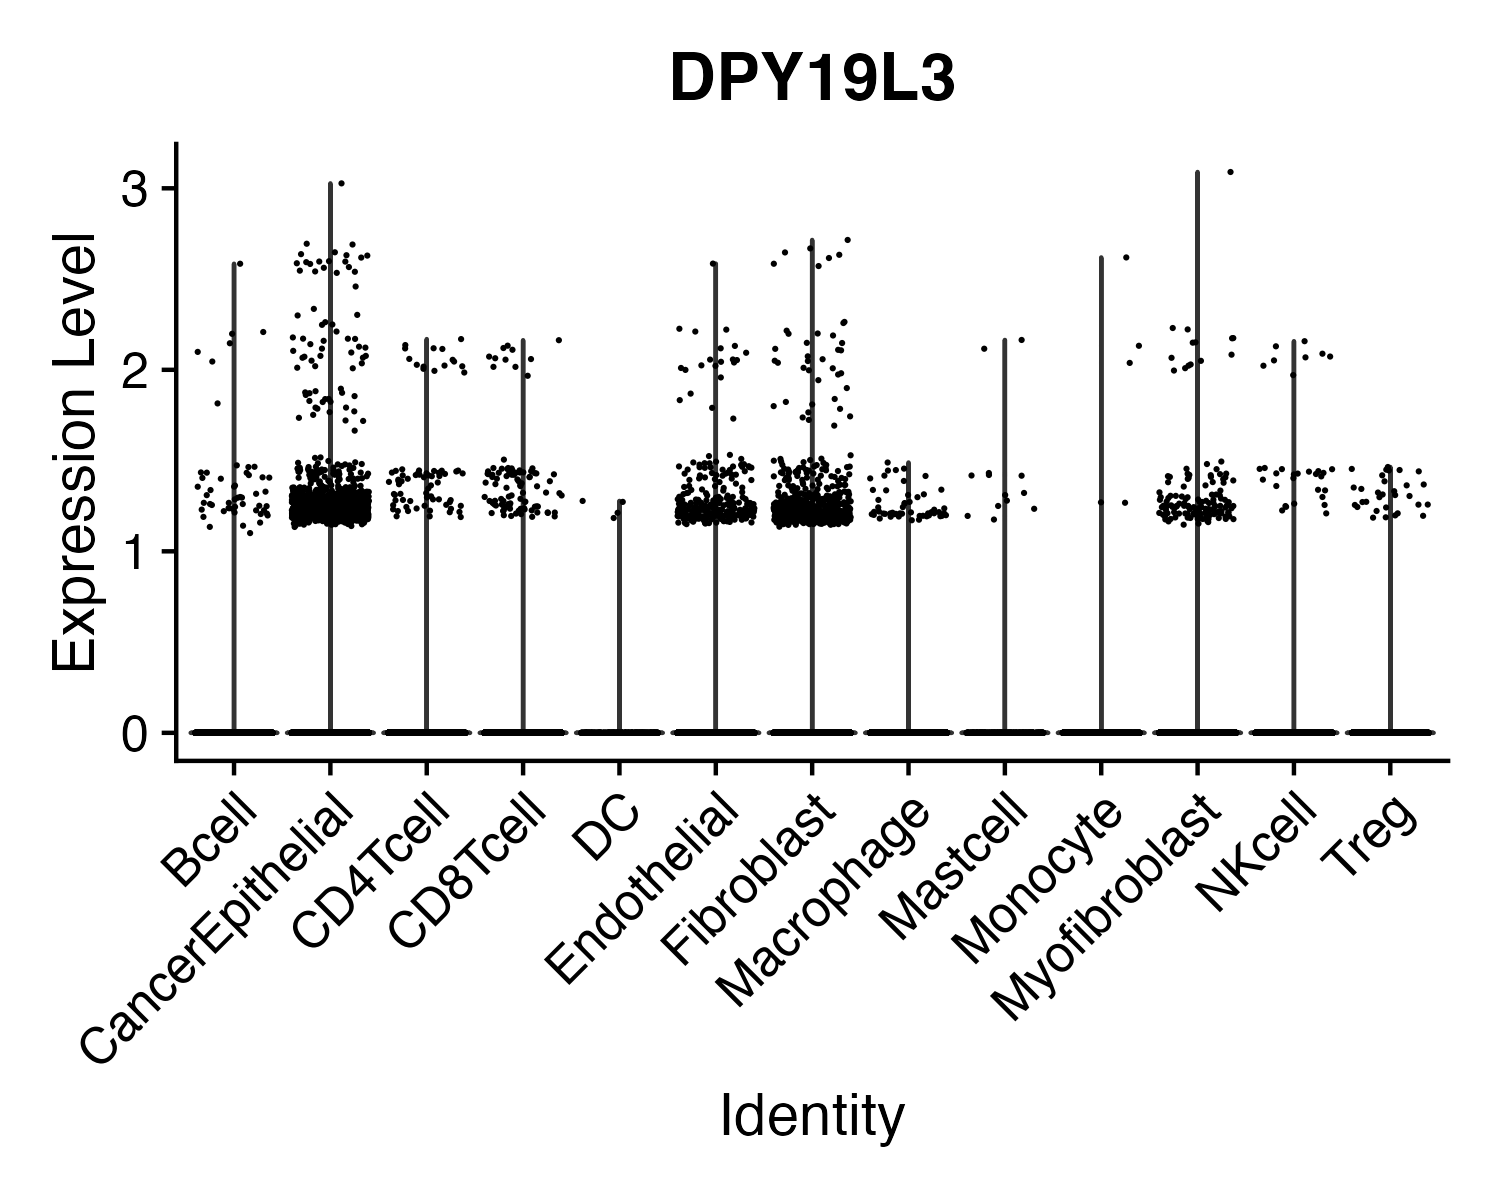 DPY19L3
Expression Level
3
2
1
0
Bcell
CancerEpithelial
CD4Tcell
CD8Tcell
DC
Endothelial
Fibroblast
Macrophage
Mastcell
Monocyte
Myofibroblast
NKcell
Treg
Identity